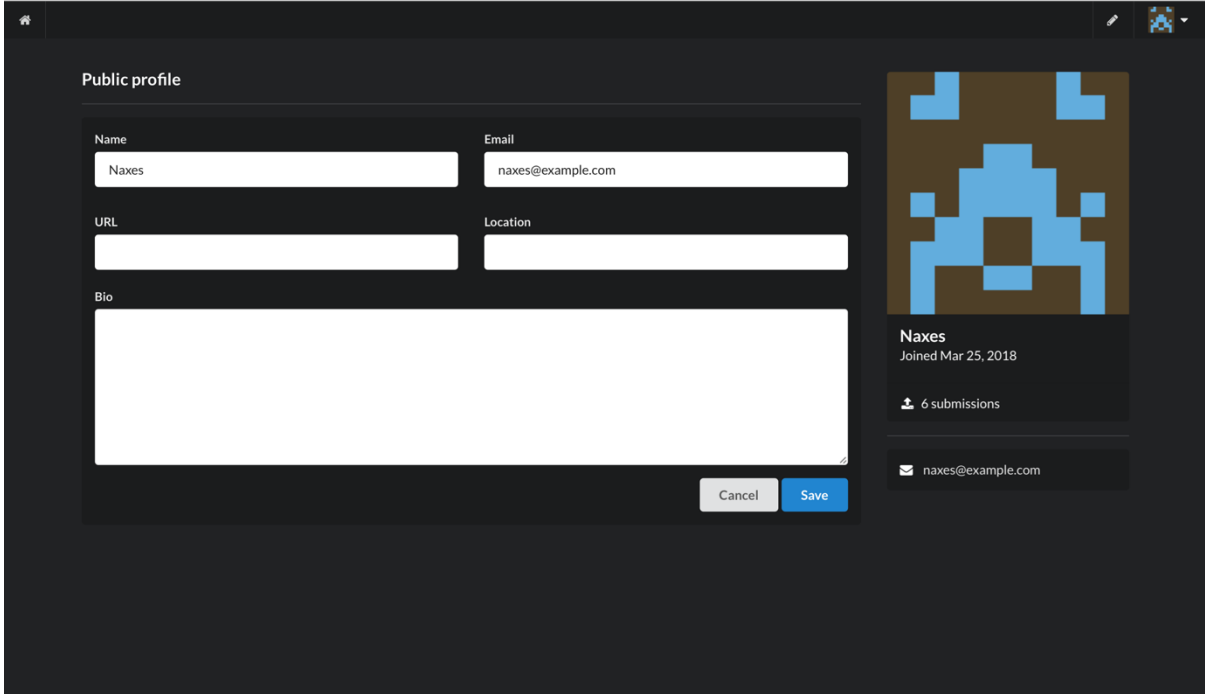 Public profile
Name
Email
Naxes
naxes@example.com
URL
Location
Bio
Cancel
Save
Naxes
Joined Mar 25, 2018
6 submissions
naxes@example.com